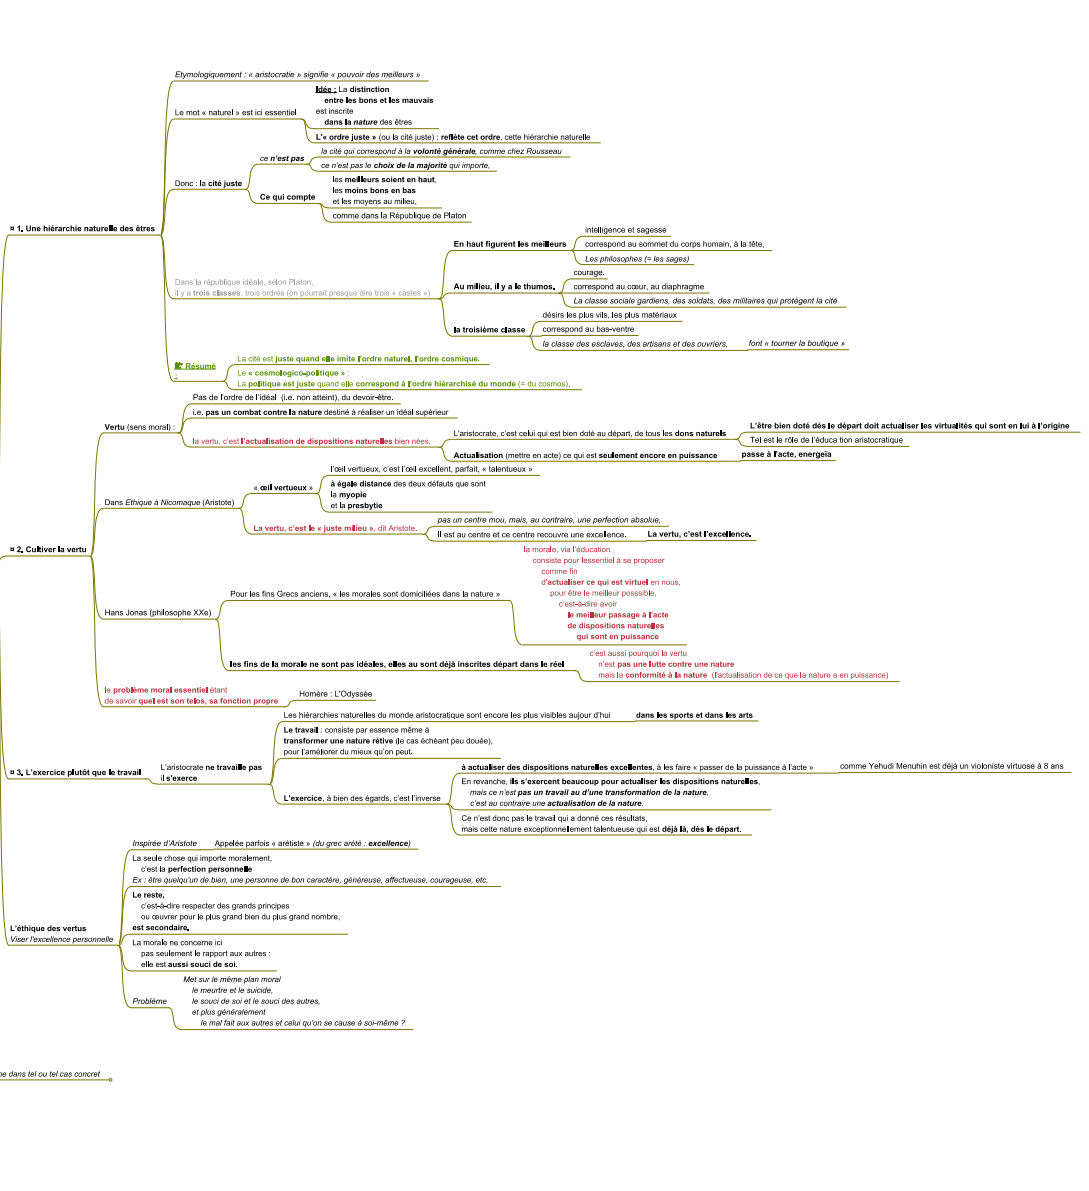 ¤ 1. Une hiérarchie naturelle des êtres
Etymologiquement : « aristocratie » signifie « pouvoir des meilleurs »
Le mot « naturel » est ici essentiel
Idée : La distinction
entre les bons et les mauvais
est inscrite
dans la nature des êtres
L'« ordre juste » (ou la cité juste) : reflète cet ordre, cette hiérarchie naturelle
Donc : la cité juste
ce n'est pas
la cité qui correspond à la volonté générale, comme chez Rousseau
ce n'est pas le choix de la majorité qui importe,
Ce qui compte
les meilleurs soient en haut,
les moins bons en bas
et les moyens au milieu,
comme dans la République de Platon
Dans la république idéale, selon Platon,
il y a trois classes, trois ordres (on pourrait presque dire trois « castes »)
En haut figurent les meilleurs
intelligence et sagesse
correspond au sommet du corps humain, à la tête,
Les philosophes (= les sages)
Au milieu, il y a le thumos.
courage.
correspond au cœur, au diaphragme
La classe sociale gardiens, des soldats, des militaires qui protègent la cité
la troisième classe
désirs les plus vils, les plus matériaux
correspond au bas-ventre
la classe des esclaves, des artisans et des ouvriers,
font « tourner la boutique »
Résumé
:
La cité est juste quand elle imite l'ordre naturel, l'ordre cosmique.
Le « cosmologico-politique » :
La politique est juste quand elle correspond à l'ordre hiérarchisé du monde (= du cosmos).
¤ 2. Cultiver la vertu
Vertu (sens moral) :
Pas de l'ordre de l'idéal (i.e. non atteint), du devoir-être.
i.e. pas un combat contre la nature destiné à réaliser un idéal supérieur
la vertu, c'est l'actualisation de dispositions naturelles bien nées,
L'aristocrate, c'est celui qui est bien doté au départ, de tous les dons naturels
L'être bien doté dès le départ doit actualiser les virtualités qui sont en lui à l'origine
Tel est le rôle de l'éduca tion aristocratique
Actualisation (mettre en acte) ce qui est seulement encore en puissance
passe à l'acte, energeïa
Dans Ethique à Nicomaque (Aristote)
« œil vertueux »
l'œil vertueux, c'est l'œil excellent, parfait, « talentueux »
à égale distance des deux défauts que sont
la myopie
et la presbytie
La vertu, c'est le « juste milieu », dit Aristote.
pas un centre mou, mais, au contraire, une perfection absolue,
Il est au centre et ce centre recouvre une excellence.
La vertu, c'est l'excellence.
Hans Jonas (philosophe XXe)
Pour les fins Grecs anciens, « les morales sont domiciliées dans la nature »
la morale, via l'éducation
consiste pour lessentiel à se proposer
comme fin
d'actualiser ce qui est virtuel en nous,
pour être le meilleur posssible,
c'est-à-dire avoir
le meilleur passage à l'acte
de dispositions naturelles
qui sont en puissance
les fins de la morale ne sont pas idéales, elles au sont déjà inscrites départ dans le réel
c'est aussi pourquoi la vertu
n'est pas une lutte contre une nature
mais la conformité à la nature (l'actualisation de ce que la nature a en puissance)
le problème moral essentiel étant
de savoir quel est son telos, sa fonction propre
Homère : L'Odyssée
¤ 3. L'exercice plutôt que le travail
L'aristocrate ne travaille pas
il s'exerce
Les hiérarchies naturelles du monde aristocratique sont encore les plus visibles aujour d'hui
dans les sports et dans les arts
Le travail : consiste par essence même à
transformer une nature rétive (le cas échéant peu douée),
pour l'améliorer du mieux qu'on peut.
L'exercice, à bien des égards, c'est l'inverse
à actualiser des dispositions naturelles excellentes, à les faire « passer de la puissance à l'acte »
comme Yehudi Menuhin est déjà un violoniste virtuose à 8 ans
En revanche, ils s'exercent beaucoup pour actualiser les dispositions naturelles,
mais ce n'est pas un travail au d'une transformation de la nature,
c'est au contraire une actualisation de la nature.
Ce n'est donc pas le travail qui a donné ces résultats,
mais cette nature exceptionnellement talentueuse qui est déjà là, dès le départ.
L'éthique des vertus
Viser l'excellence personnelle
Inspirée d'Aristote
Appelée parfois « arétiste » (du grec arété : excellence)
La seule chose qui importe moralement,
c'est la perfection personnelle
Ex : être quelqu'un de bien, une personne de bon caractère, généreuse, affectueuse, courageuse, etc.
Le reste,
c'est-à-dire respecter des grands principes
ou œuvrer pour le plus grand bien du plus grand nombre,
est secondaire.
La morale ne concerne ici
pas seulement le rapport aux autres :
elle est aussi souci de soi.
Problème
Met sur le même plan moral
le meurtre et le suicide,
le souci de soi et le souci des autres,
et plus généralement
le mal fait aux autres et celui qu'on se cause à soi-même ?
ne dans tel ou tel cas concret